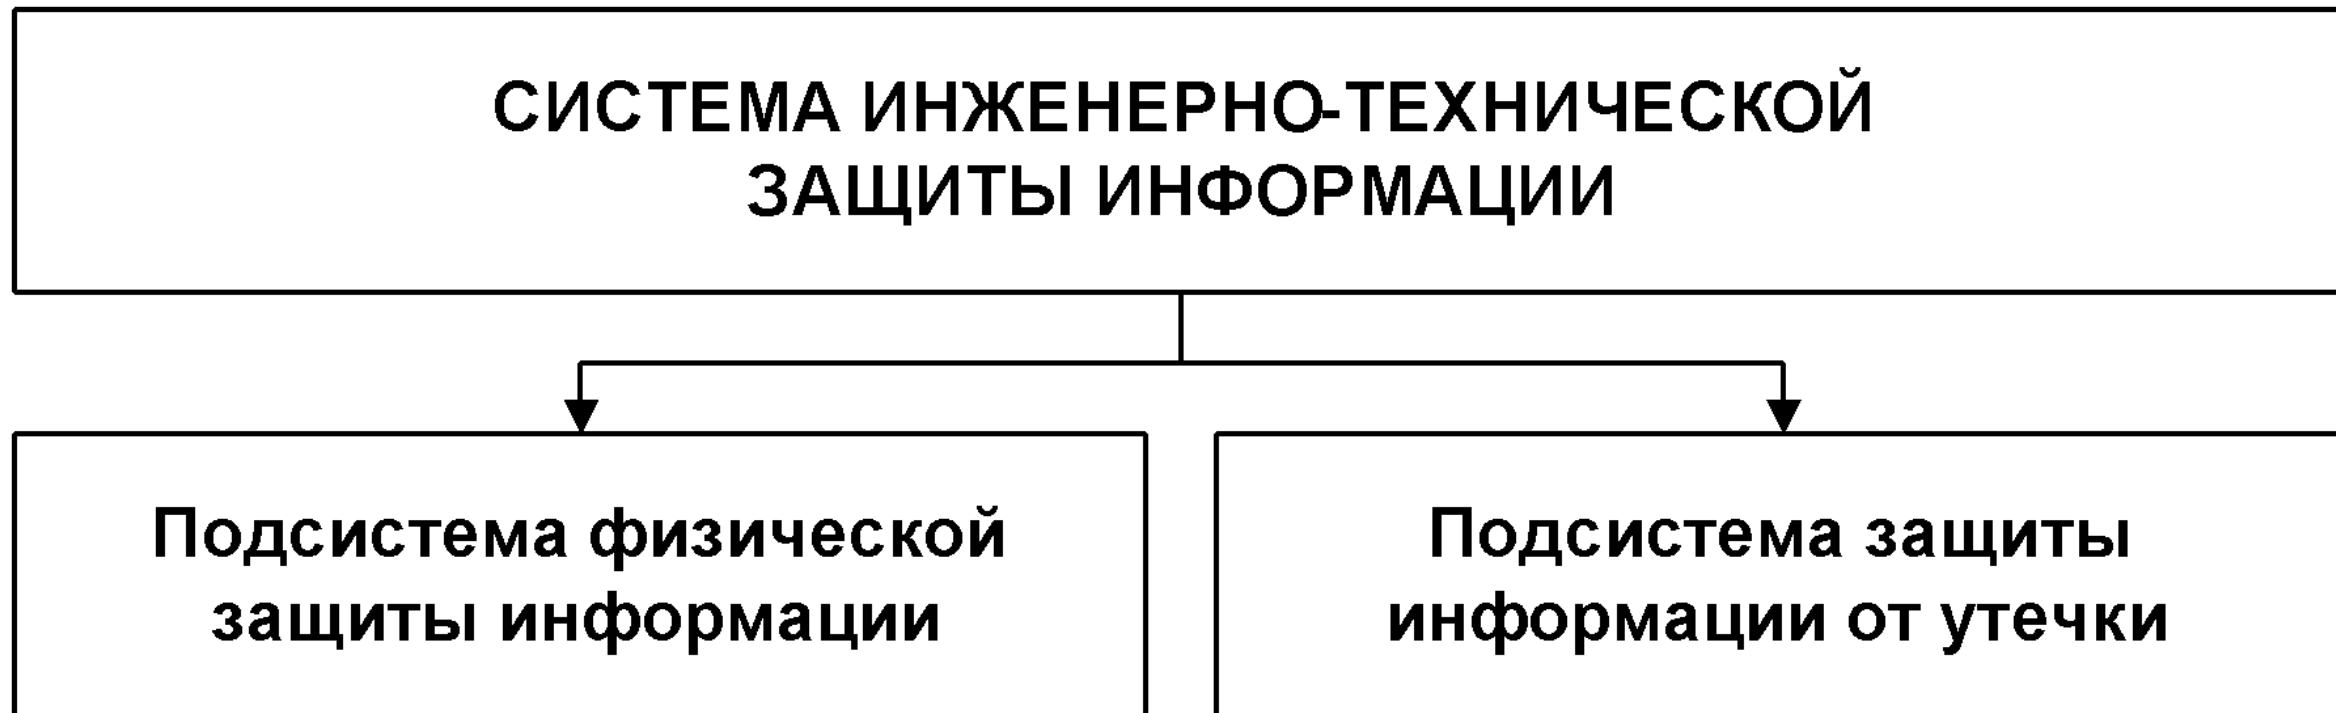 СИСТЕМА ИНЖЕНЕРНО-ТЕХНИЧЕСКОЙ
ЗАЩИТЫ ИНФОРМАЦИИ
Подсистема физической
защиты информации
Подсистема защиты
информации от утечки